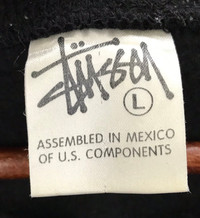 Stüssy
L
ASSEMBLED IN MEXICO
OF U.S. COMPONENTS